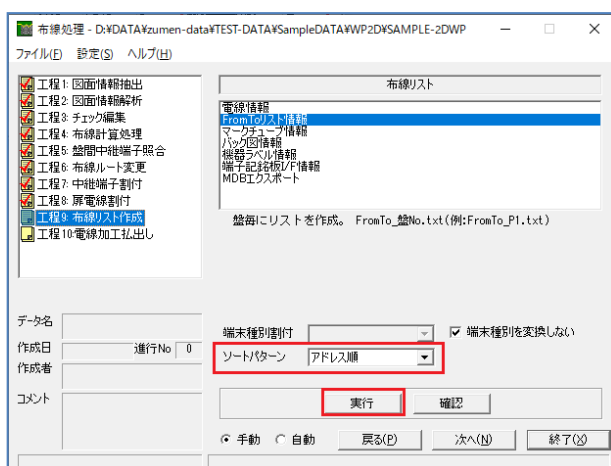 布線処理 - D:¥DATA¥zumen-data¥TEST-DATA¥SampleDATA¥WP2D¥SAMPLE-2DWP
ファイル(F) 設定(S) ヘルプ(H)
工程1: 図面情報抽出
工程2: 図面情報解析
工程3: チェック編集
工程4: 布線計算処理
工程5: 盤間中継端子照合
工程6: 布線ルート変更
工程7: 中継端子割付
工程8: 扉電線割付
工程9: 布線リスト作成
工程10:電線加工払出し
布線リスト
電線情報
FromToリスト情報
マークチューブ情報
バック図情報
機器ラベル情報
端子記銘板I/F情報
MDBエクスポート
盤毎にリストを作成。 FromTo_盤No.txt(例:FromTo_P1.txt)
データ名
作成日 進行No 0
作成者
コメント
端末種別割付 端末種別を変換しない
ソートパターン アドレス順
実行 確認
手動 自動 戻る(P) 次へ(N) 終了(X)